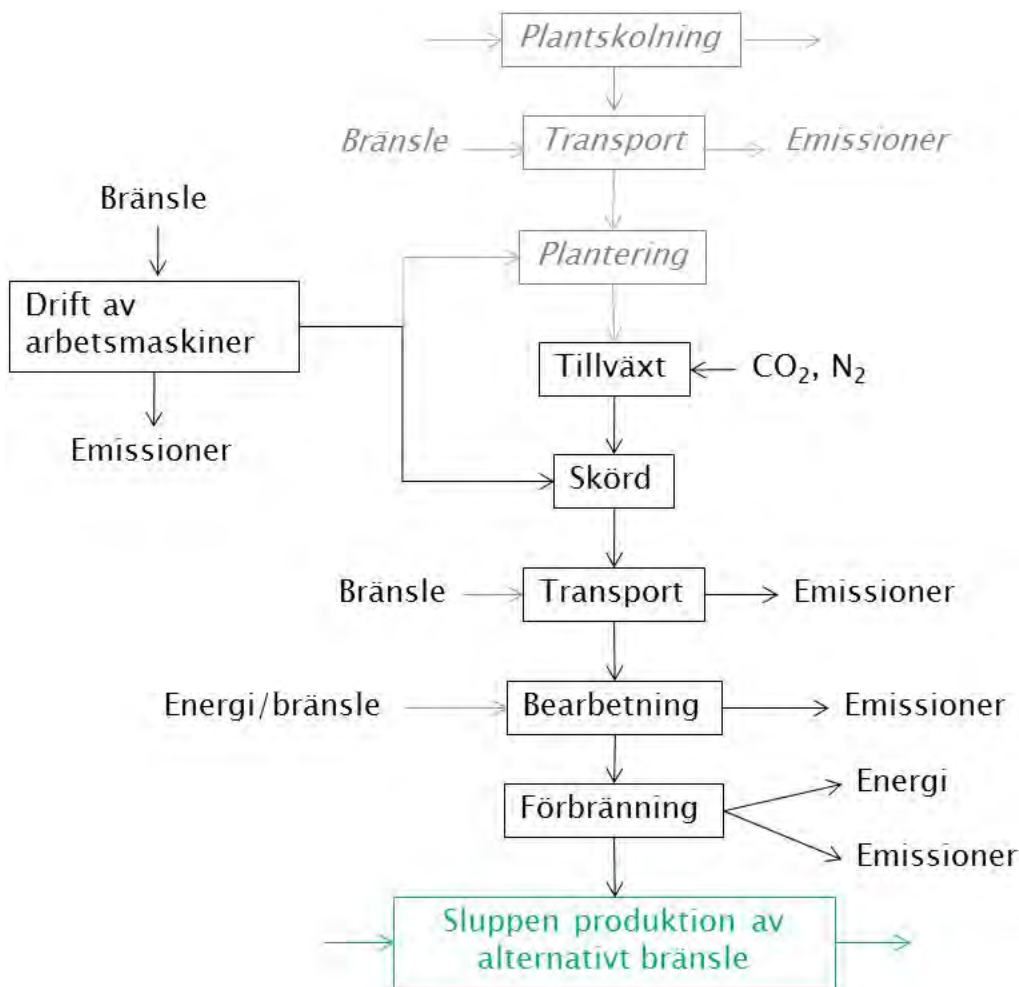 Plantskolning
Bränsle
Transport
Emissioner
Bränsle
Plantering
Drift av
arbetsmaskiner
Tillväxt
CO₂, N₂
Emissioner
Skörd
Bränsle
Transport
Emissioner
Energi/bränsle
Bearbetning
Emissioner
Energi
Förbränning
Emissioner
Sluppen produktion av
alternativt bränsle